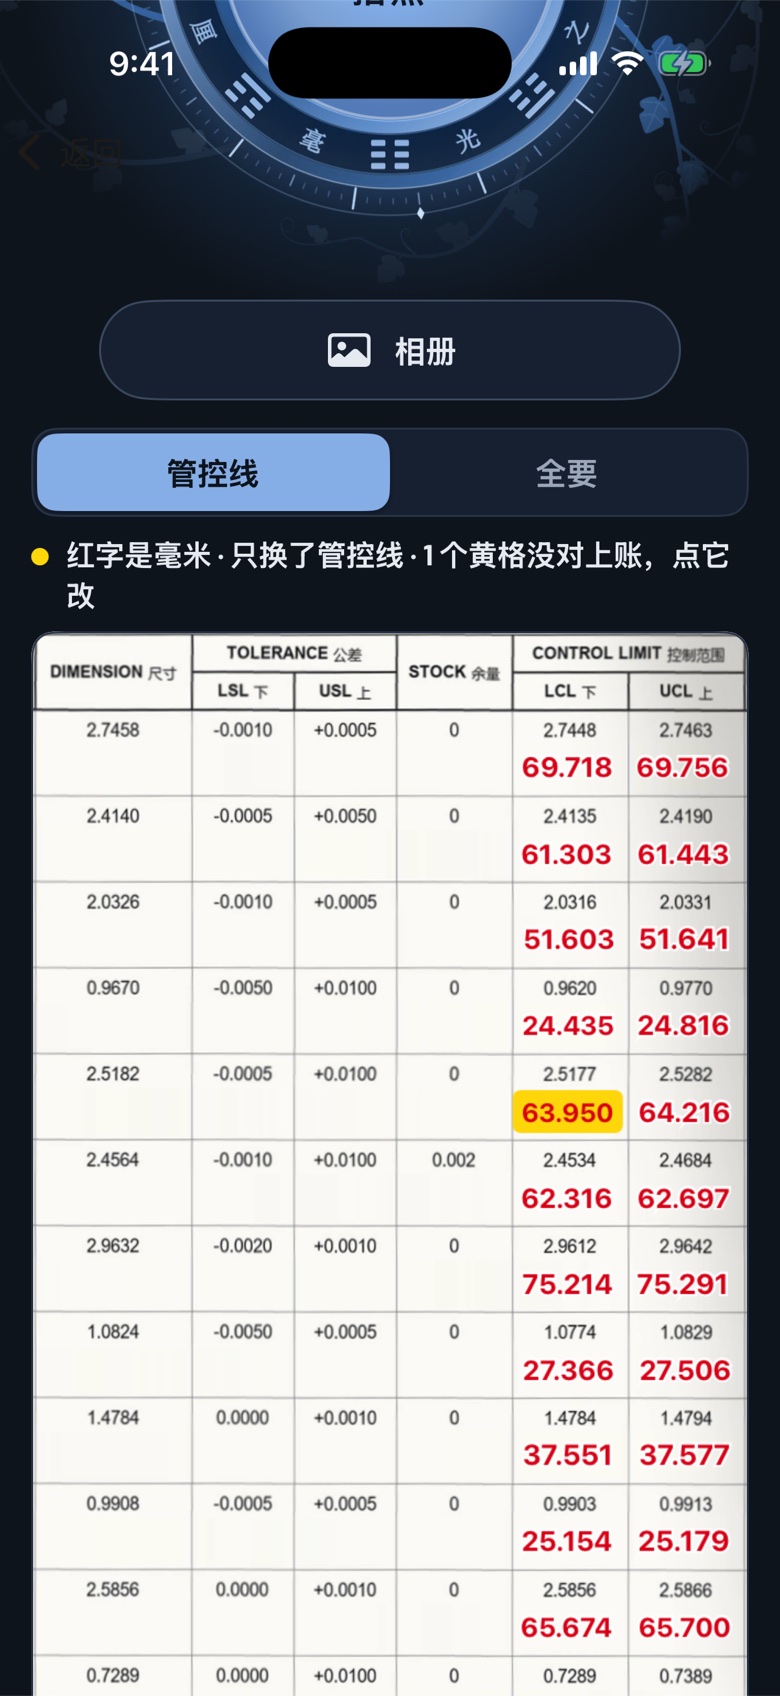 指点
厘
之
9:41
毫
光
返回
相册
管控线 全要
红字是毫米·只换了管控线·1个黄格没对上账，点它
改
DIMENSION 尺寸 TOLERANCE 公差 STOCK 余量 CONTROL LIMIT 控制范围
LSL 下 USL 上 LCL 下 UCL 上
2.7458 -0.0010 +0.0005 0 2.7448 2.7463
69.718 69.756
2.4140 -0.0005 +0.0050 0 2.4135 2.4190
61.303 61.443
2.0326 -0.0010 +0.0005 0 2.0316 2.0331
51.603 51.641
0.9670 -0.0050 +0.0100 0 0.9620 0.9770
24.435 24.816
2.5182 -0.0005 +0.0100 0 2.5177 2.5282
63.950 64.216
2.4564 -0.0010 +0.0100 0.002 2.4534 2.4684
62.316 62.697
2.9632 -0.0020 +0.0010 0 2.9612 2.9642
75.214 75.291
1.0824 -0.0050 +0.0005 0 1.0774 1.0829
27.366 27.506
1.4784 0.0000 +0.0010 0 1.4784 1.4794
37.551 37.577
0.9908 -0.0005 +0.0005 0 0.9903 0.9913
25.154 25.179
2.5856 0.0000 +0.0010 0 2.5856 2.5866
65.674 65.700
0.7289 0.0000 +0.0100 0 0.7289 0.7389